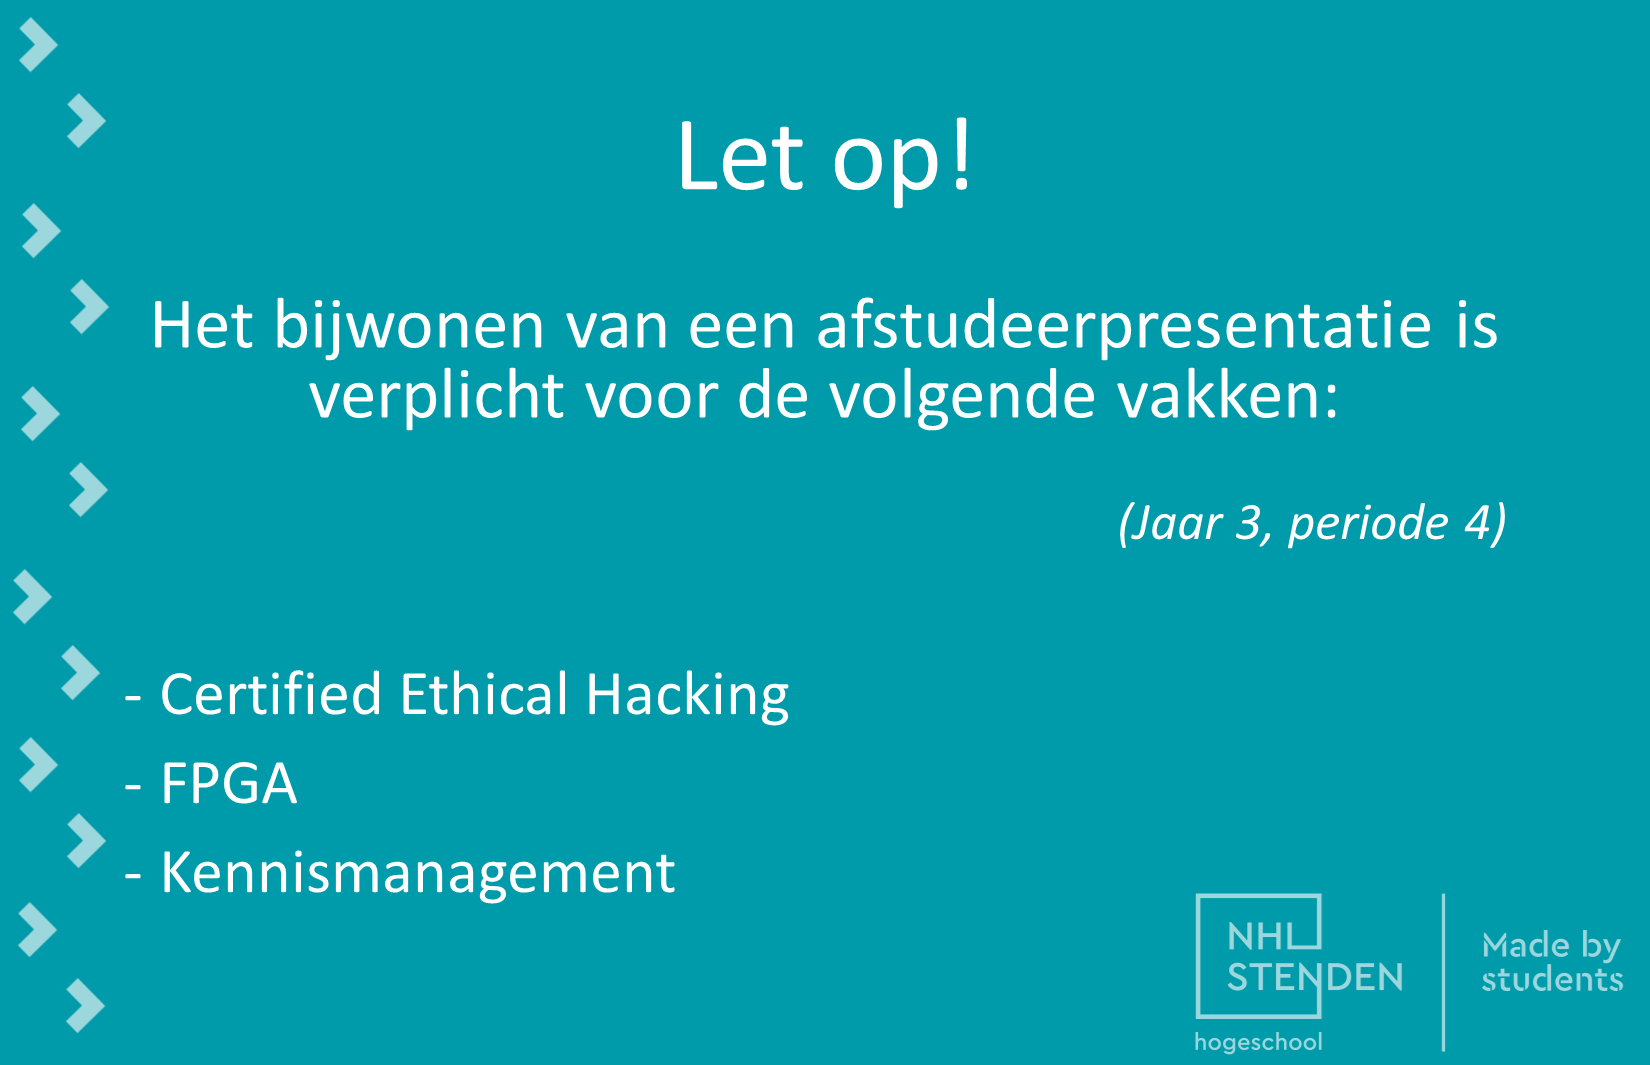 Let op!
Het bijwonen van een afstudeerpresentatie is
verplicht voor de volgende vakken:
(Jaar 3, periode 4)
- Certified Ethical Hacking
- FPGA
- Kennismanagement
NHL
STENDEN
hogeschool
Made by
students